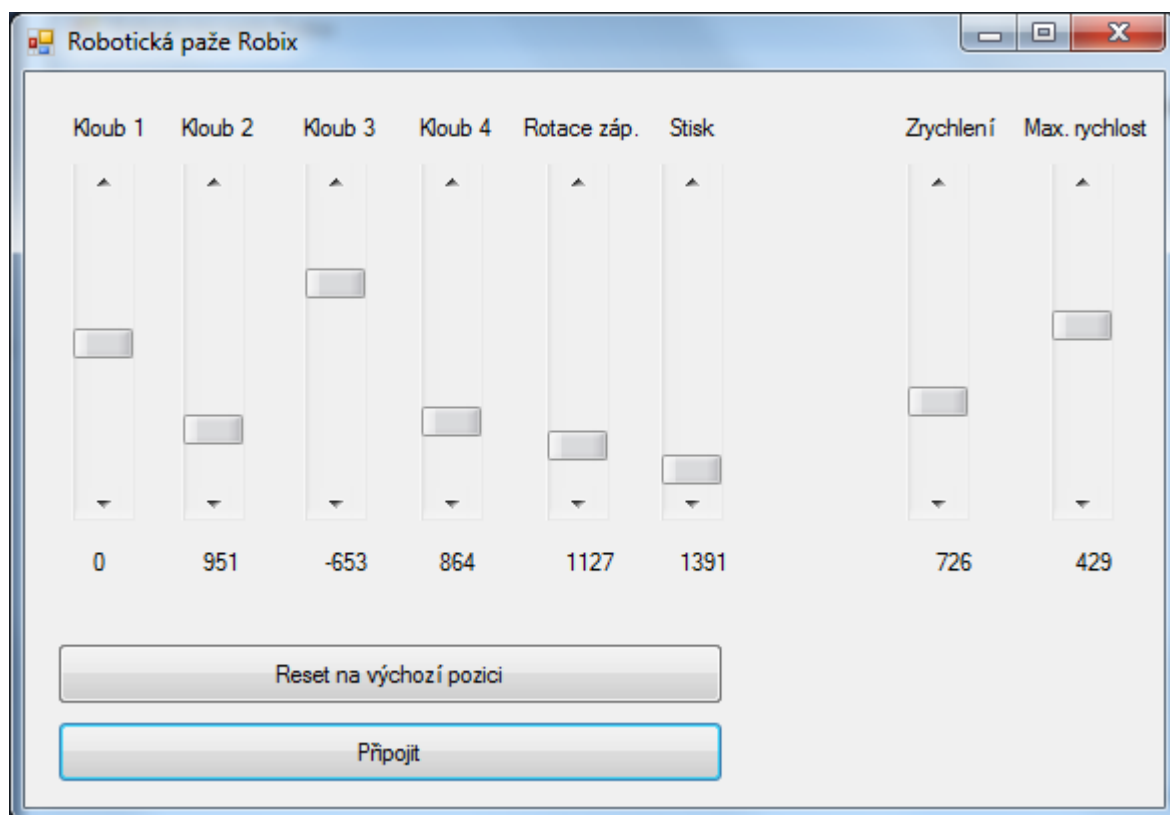 Robotická paže Robix
Kloub 1 Kloub 2 Kloub 3 Kloub 4 Rotace záp. Stisk Zrychlení Max. rychlost
0 951 -653 864 1127 1391 726 429
Reset na výchozí pozici
Připojit